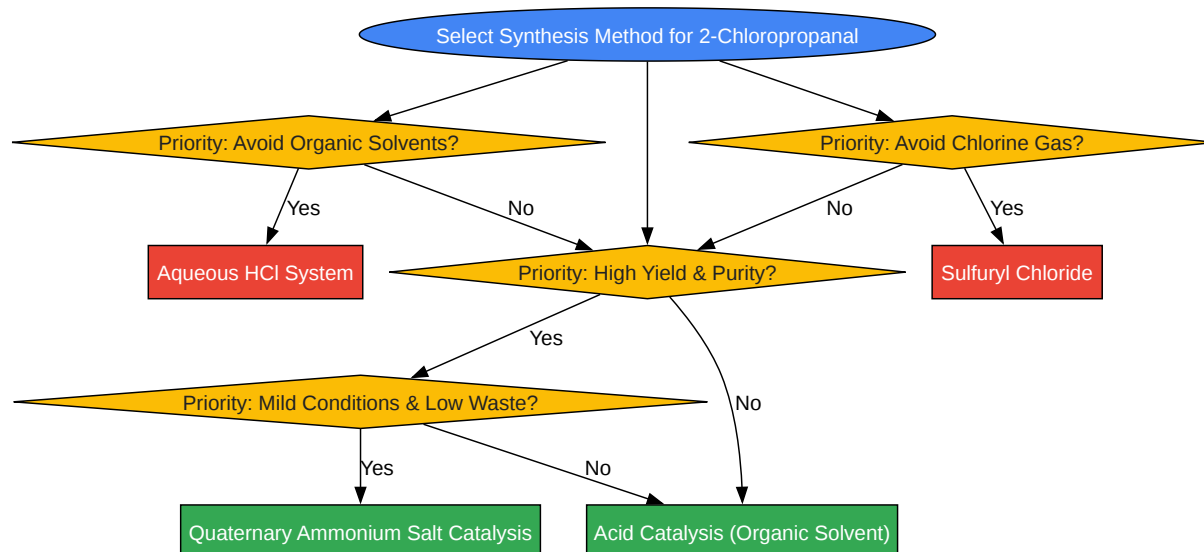 Select Synthesis Method for 2-Chloropropanal
Priority: Avoid Organic Solvents?
Priority: Avoid Chlorine Gas?
Yes
No
No
Yes
Aqueous HCl System
Priority: High Yield & Purity?
Sulfuryl Chloride
Yes
Priority: Mild Conditions & Low Waste?
No
Yes
No
Quaternary Ammonium Salt Catalysis
Acid Catalysis (Organic Solvent)